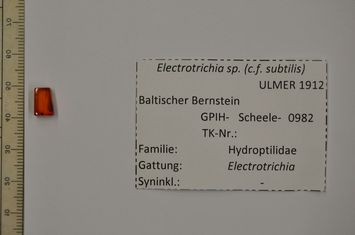 Electrotrichia sp. (c.f. subtilis)
ULMER 1912
Baltischer Bernstein
GPIH- Scheele- 0982
TK-Nr.:
Familie: Hydroptilidae
Gattung: Electrotrichia
Syninkl.: -